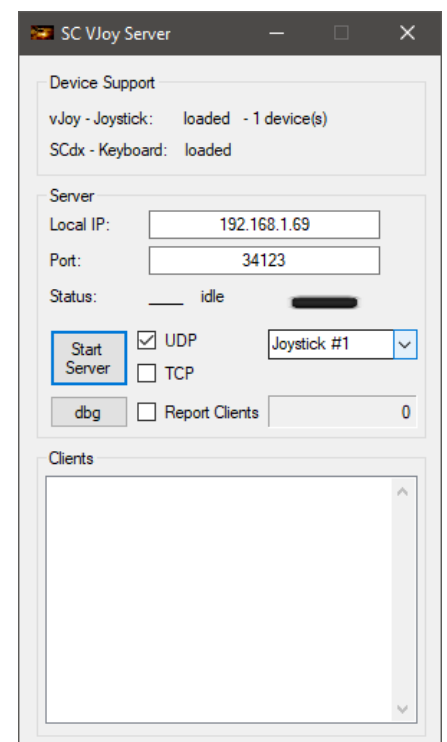 SC VJoy Server
Device Support
vJoy - Joystick: loaded - 1 device(s)
SCdx - Keyboard: loaded
Server
Local IP: 192.168.1.69
Port: 34123
Status: ___ idle
Start Server
UDP
Joystick #1
TCP
dbg
Report Clients 0
Clients